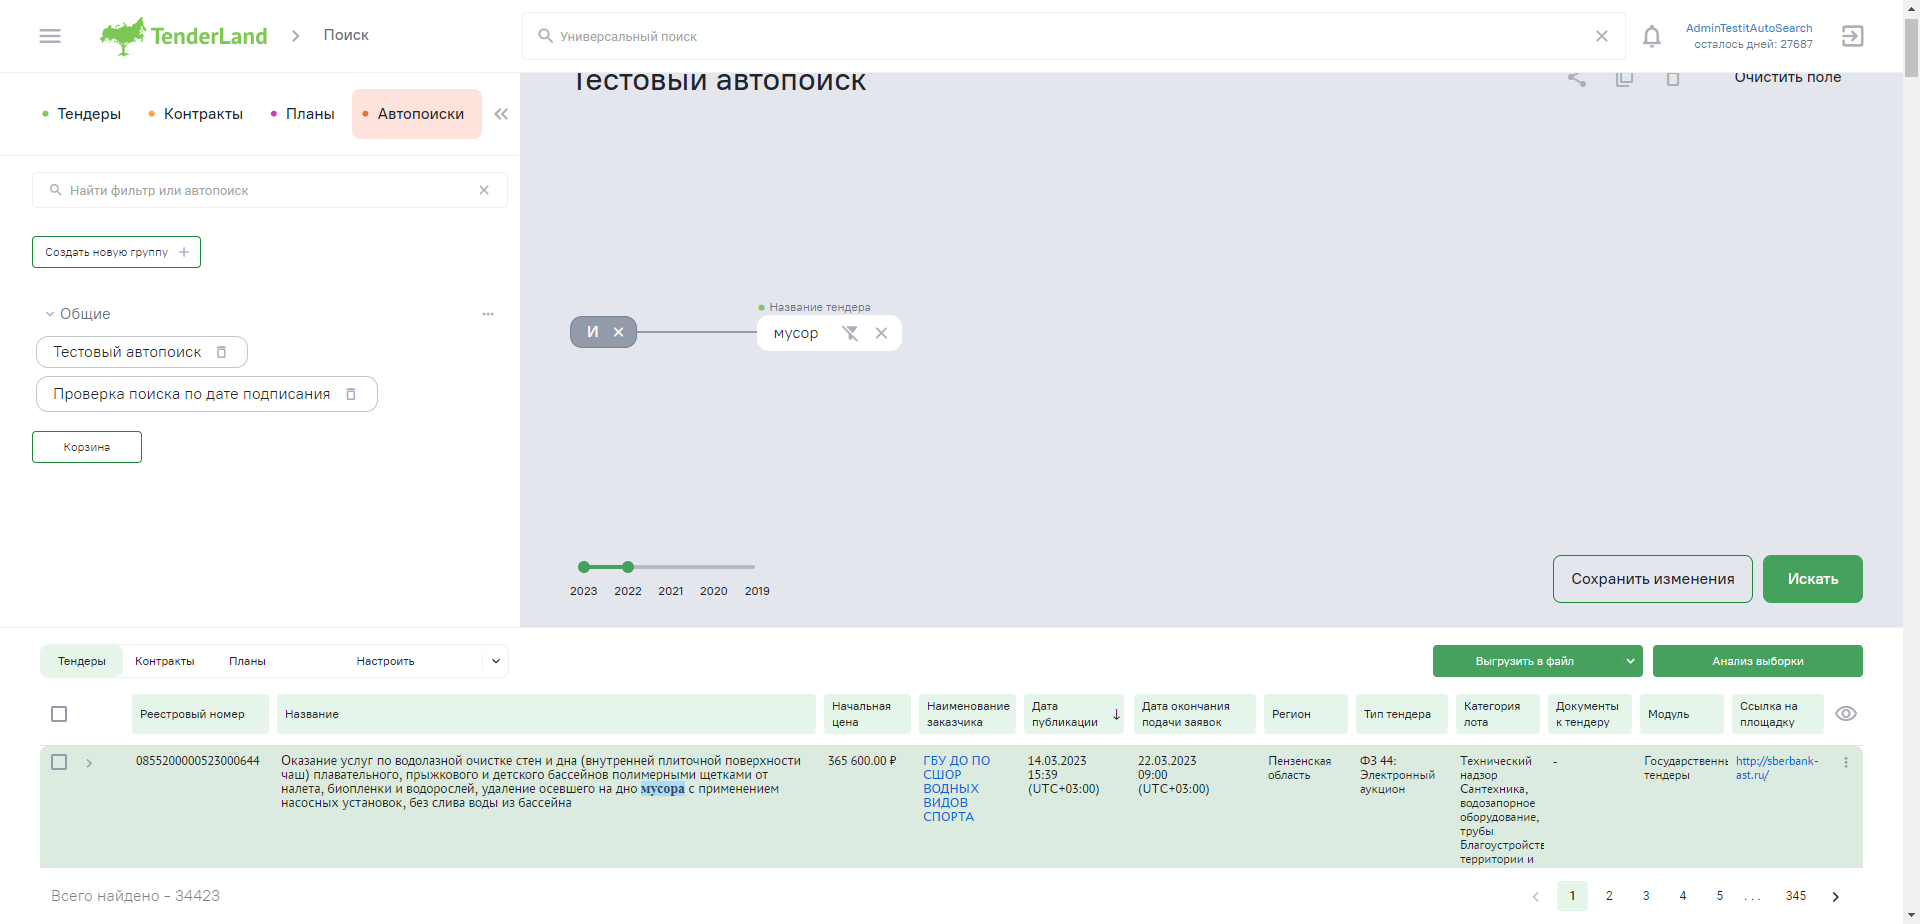 TenderLand
Поиск
Универсальный поиск
AdminTestitAutoSearch
осталось дней: 27687
Тендеры
Контракты
Планы
Автопоиски
Тестовый автопоиск
Очистить поле
Найти фильтр или автопоиск
Создать новую группу
Общие
Тестовый автопоиск
Проверка поиска по дате подписания
Корзина
Название тендера
И
мусор
2023 2022 2021 2020 2019
Сохранить изменения
Искать
Тендеры
Контракты
Планы
Настроить
Выгрузить в файл
Анализ выборки
Реестровый номер
Название
Начальная
цена
Наименование
заказчика
Дата
публикации
Дата окончания
подачи заявок
Регион
Тип тендера
Категория
лота
Документы
к тендеру
Модуль
Ссылка на
площадку
0855200000523000644
Оказание услуг по водолазной очистке стен и дна (внутренней плиточной поверхности
чаш) плавательного, прыжкового и детского бассейнов полимерными щетками от
налета, биопленки и водорослей, удаление осевшего на дно мусора с применением
насосных установок, без слива воды из бассейна
365 600.00 ₽
ГБУ ДО ПО
СШОР
ВОДНЫХ
ВИДОВ
СПОРТА
14.03.2023
15:39
(UTC+03:00)
22.03.2023
09:00
(UTC+03:00)
Пензенская
область
ФЗ 44:
Электронный
аукцион
Технический
надзор
Сантехника,
водозапорное
оборудование,
трубы
Благоустройств
территории и
-
Государственны
тендеры
http://sberbank-
ast.ru/
Всего найдено - 34423
1 2 3 4 5 ... 345